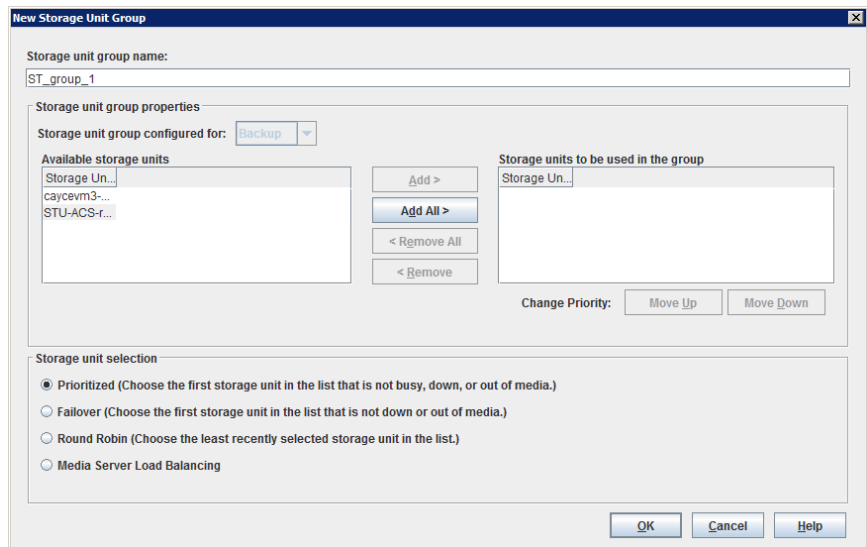 New Storage Unit Group
Storage unit group name:
ST_group_1
Storage unit group properties
Storage unit group configured for: Backup
Available storage units
Storage Un...
caycevm3-...
STU-ACS-r...
Add >
Add All >
< Remove All
< Remove
Storage units to be used in the group
Storage Un...
Change Priority: Move Up Move Down
Storage unit selection
Prioritized (Choose the first storage unit in the list that is not busy, down, or out of media.)
Failover (Choose the first storage unit in the list that is not down or out of media.)
Round Robin (Choose the least recently selected storage unit in the list.)
Media Server Load Balancing
OK Cancel Help